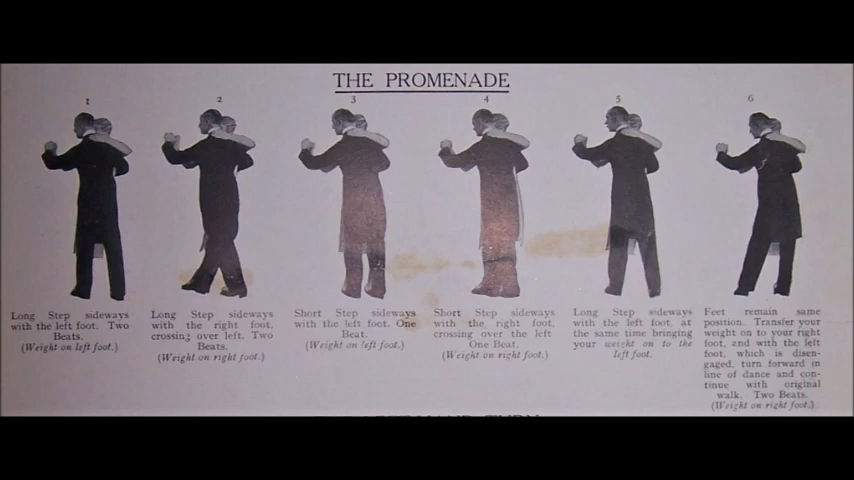 THE PROMENADE
1
2
3
4
5
6
Long Step sideways
with the left foot. Two
Beats.
(Weight on left foot.)
Long Step sideways
with the right foot,
crossing over left. Two
Beats.
(Weight on right foot.)
Short Step sideways
with the left foot. One
Beat.
(Weight on left foot.)
Short Step sideways
with the right foot,
crossing over the left
One Beat.
(Weight on right foot.)
Long Step sideways
with the left foot, at
the same time bringing
your weight on to the
left foot.
Feet remain same
position. Transfer your
weight on to your right
foot, and with the left
foot, which is disen-
gaged, turn forward in
line of dance and con-
tinue with original
walk. Two Beats.
(Weight on right foot.)